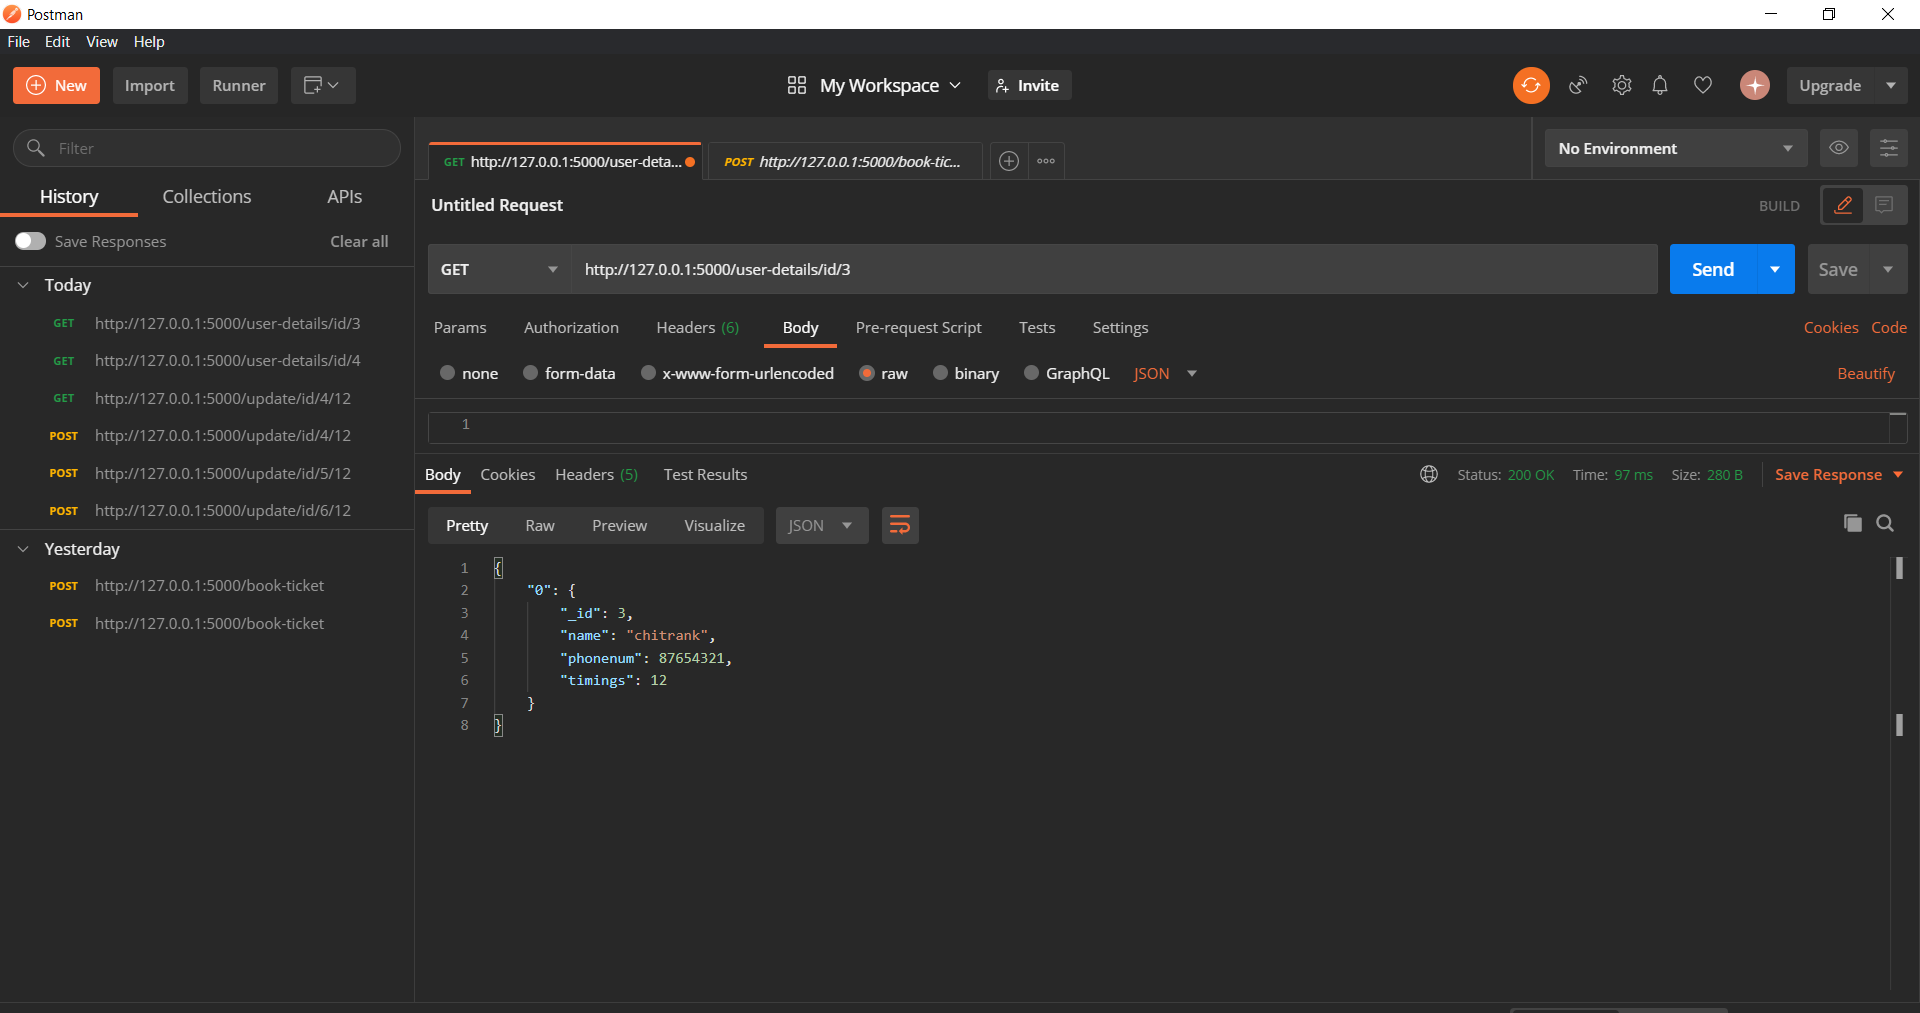 Postman
File Edit View Help
New Import Runner My Workspace Invite Upgrade
Filter
History Collections APIs
Save Responses Clear all
Today
GET http://127.0.0.1:5000/user-details/id/3
GET http://127.0.0.1:5000/user-details/id/4
GET http://127.0.0.1:5000/update/id/4/12
POST http://127.0.0.1:5000/update/id/4/12
POST http://127.0.0.1:5000/update/id/5/12
POST http://127.0.0.1:5000/update/id/6/12
Yesterday
POST http://127.0.0.1:5000/book-ticket
POST http://127.0.0.1:5000/book-ticket
GET http://127.0.0.1:5000/user-deta... POST http://127.0.0.1:5000/book-tic... No Environment
Untitled Request BUILD
GET http://127.0.0.1:5000/user-details/id/3 Send Save
Params Authorization Headers (6) Body Pre-request Script Tests Settings Cookies Code
none form-data x-www-form-urlencoded raw binary GraphQL JSON Beautify
1
Body Cookies Headers (5) Test Results Status: 200 OK Time: 97 ms Size: 280 B Save Response
Pretty Raw Preview Visualize JSON
1 {
2 "0": {
3 "_id": 3,
4 "name": "chitrank",
5 "phonenum": 87654321,
6 "timings": 12
7 }
8 }